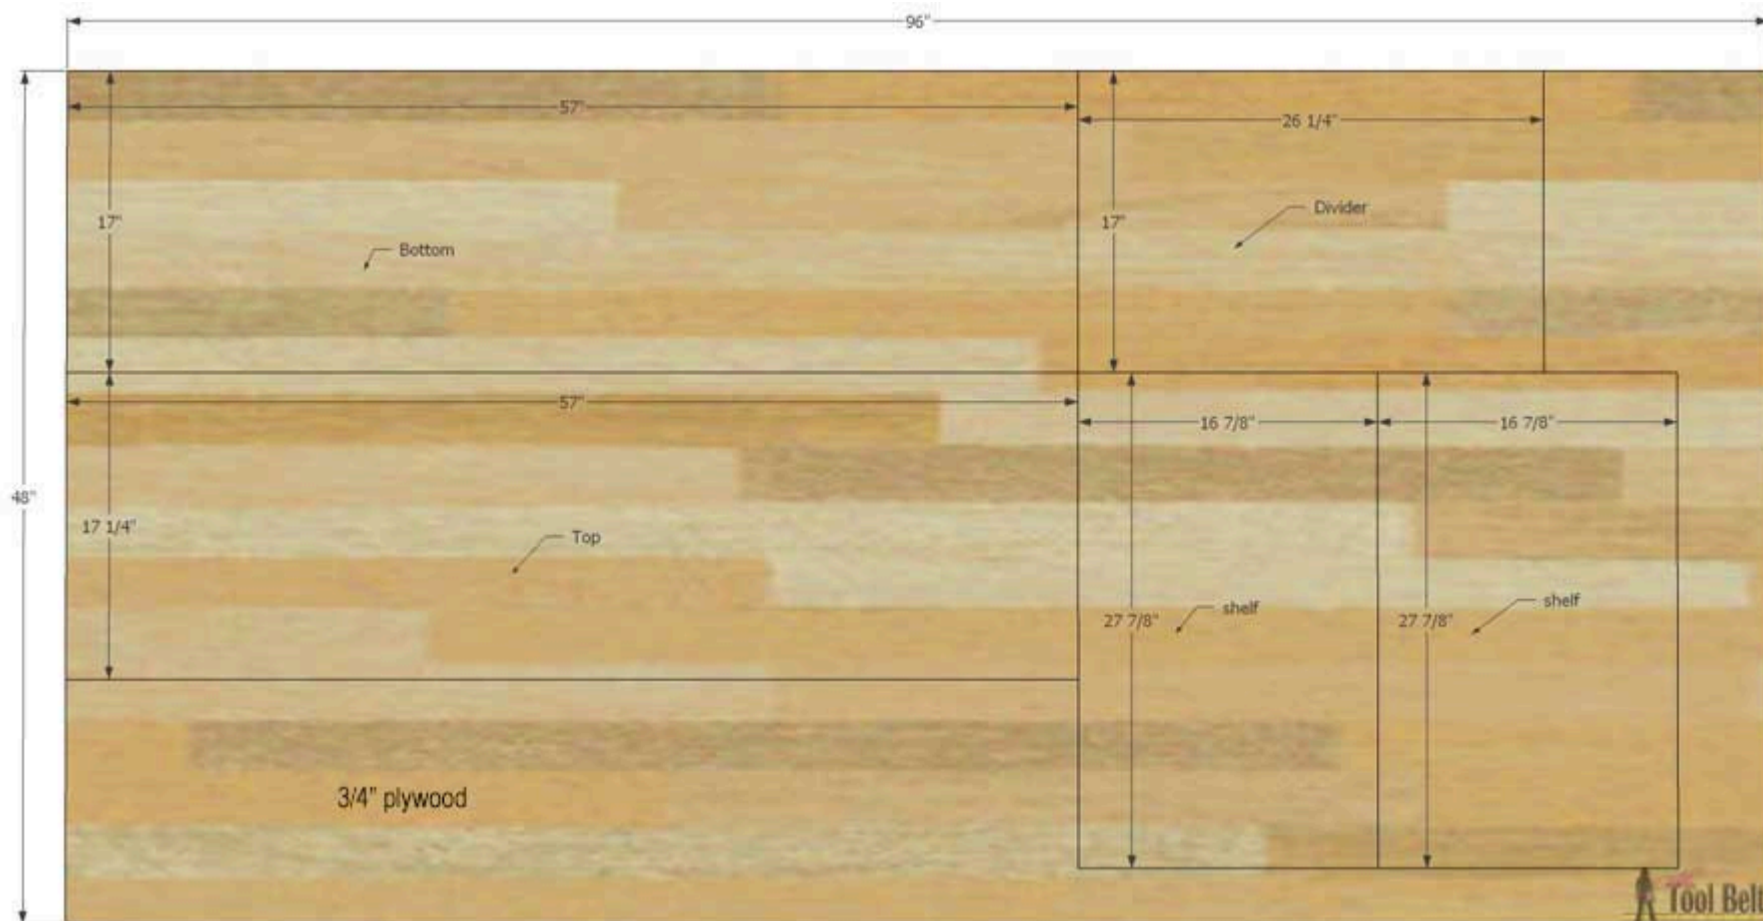 96"
57"
26 1/4"
17"
17"
Divider
Bottom
57"
16 7/8"
16 7/8"
48"
17 1/4"
Top
27 7/8"
shelf
27 7/8"
shelf
3/4" plywood
Tool Belt